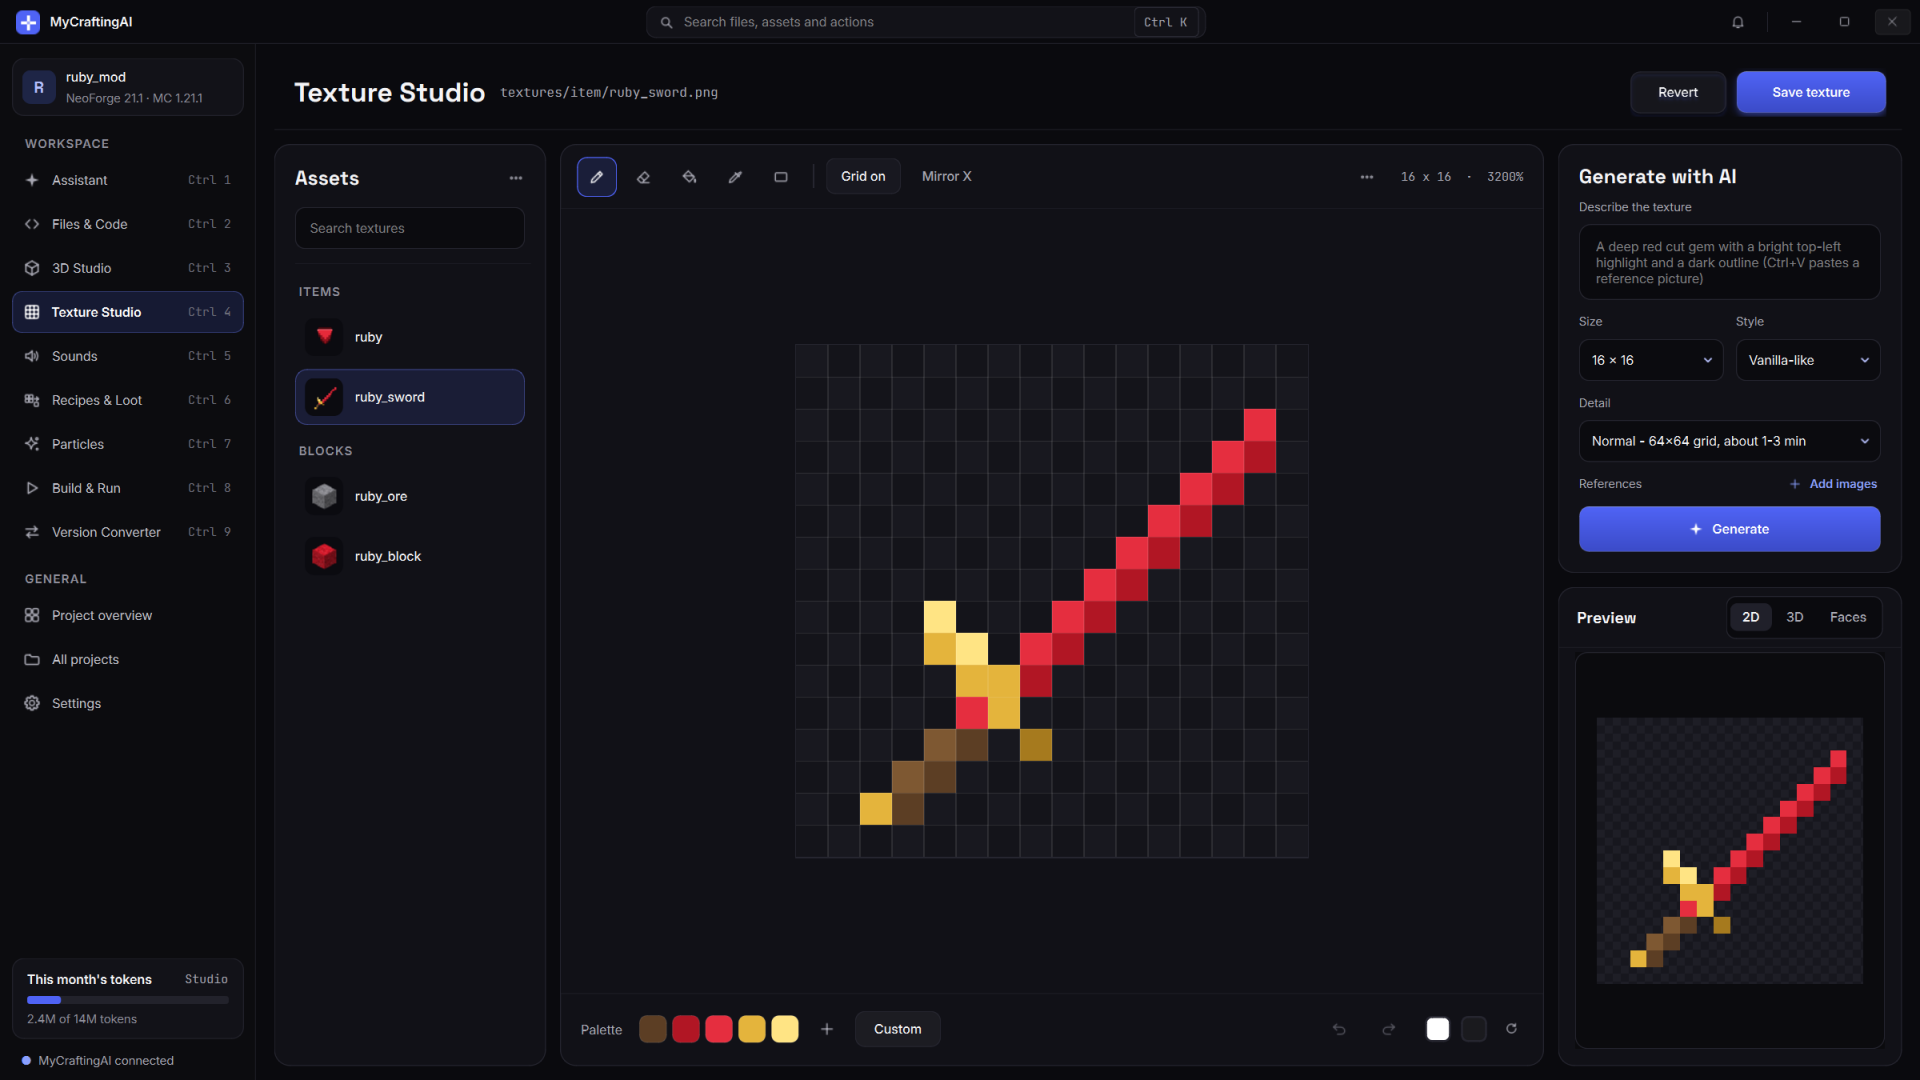 MyCraftingAI
Search files, assets and actions
Ctrl K
R
ruby_mod
NeoForge 21.1 · MC 1.21.1
WORKSPACE
Assistant Ctrl 1
Files & Code Ctrl 2
3D Studio Ctrl 3
Texture Studio Ctrl 4
Sounds Ctrl 5
Recipes & Loot Ctrl 6
Particles Ctrl 7
Build & Run Ctrl 8
Version Converter Ctrl 9
GENERAL
Project overview
All projects
Settings
This month's tokens Studio
2.4M of 14M tokens
MyCraftingAI connected
Texture Studio textures/item/ruby_sword.png
Revert
Save texture
Assets
Search textures
ITEMS
ruby
ruby_sword
BLOCKS
ruby_ore
ruby_block
Grid on
Mirror X
16 x 16 · 3200%
Palette
Custom
Generate with AI
Describe the texture
A deep red cut gem with a bright top-left
highlight and a dark outline (Ctrl+V pastes a
reference picture)
Size Style
16 × 16 Vanilla-like
Detail
Normal - 64×64 grid, about 1-3 min
References + Add images
Generate
Preview
2D 3D Faces